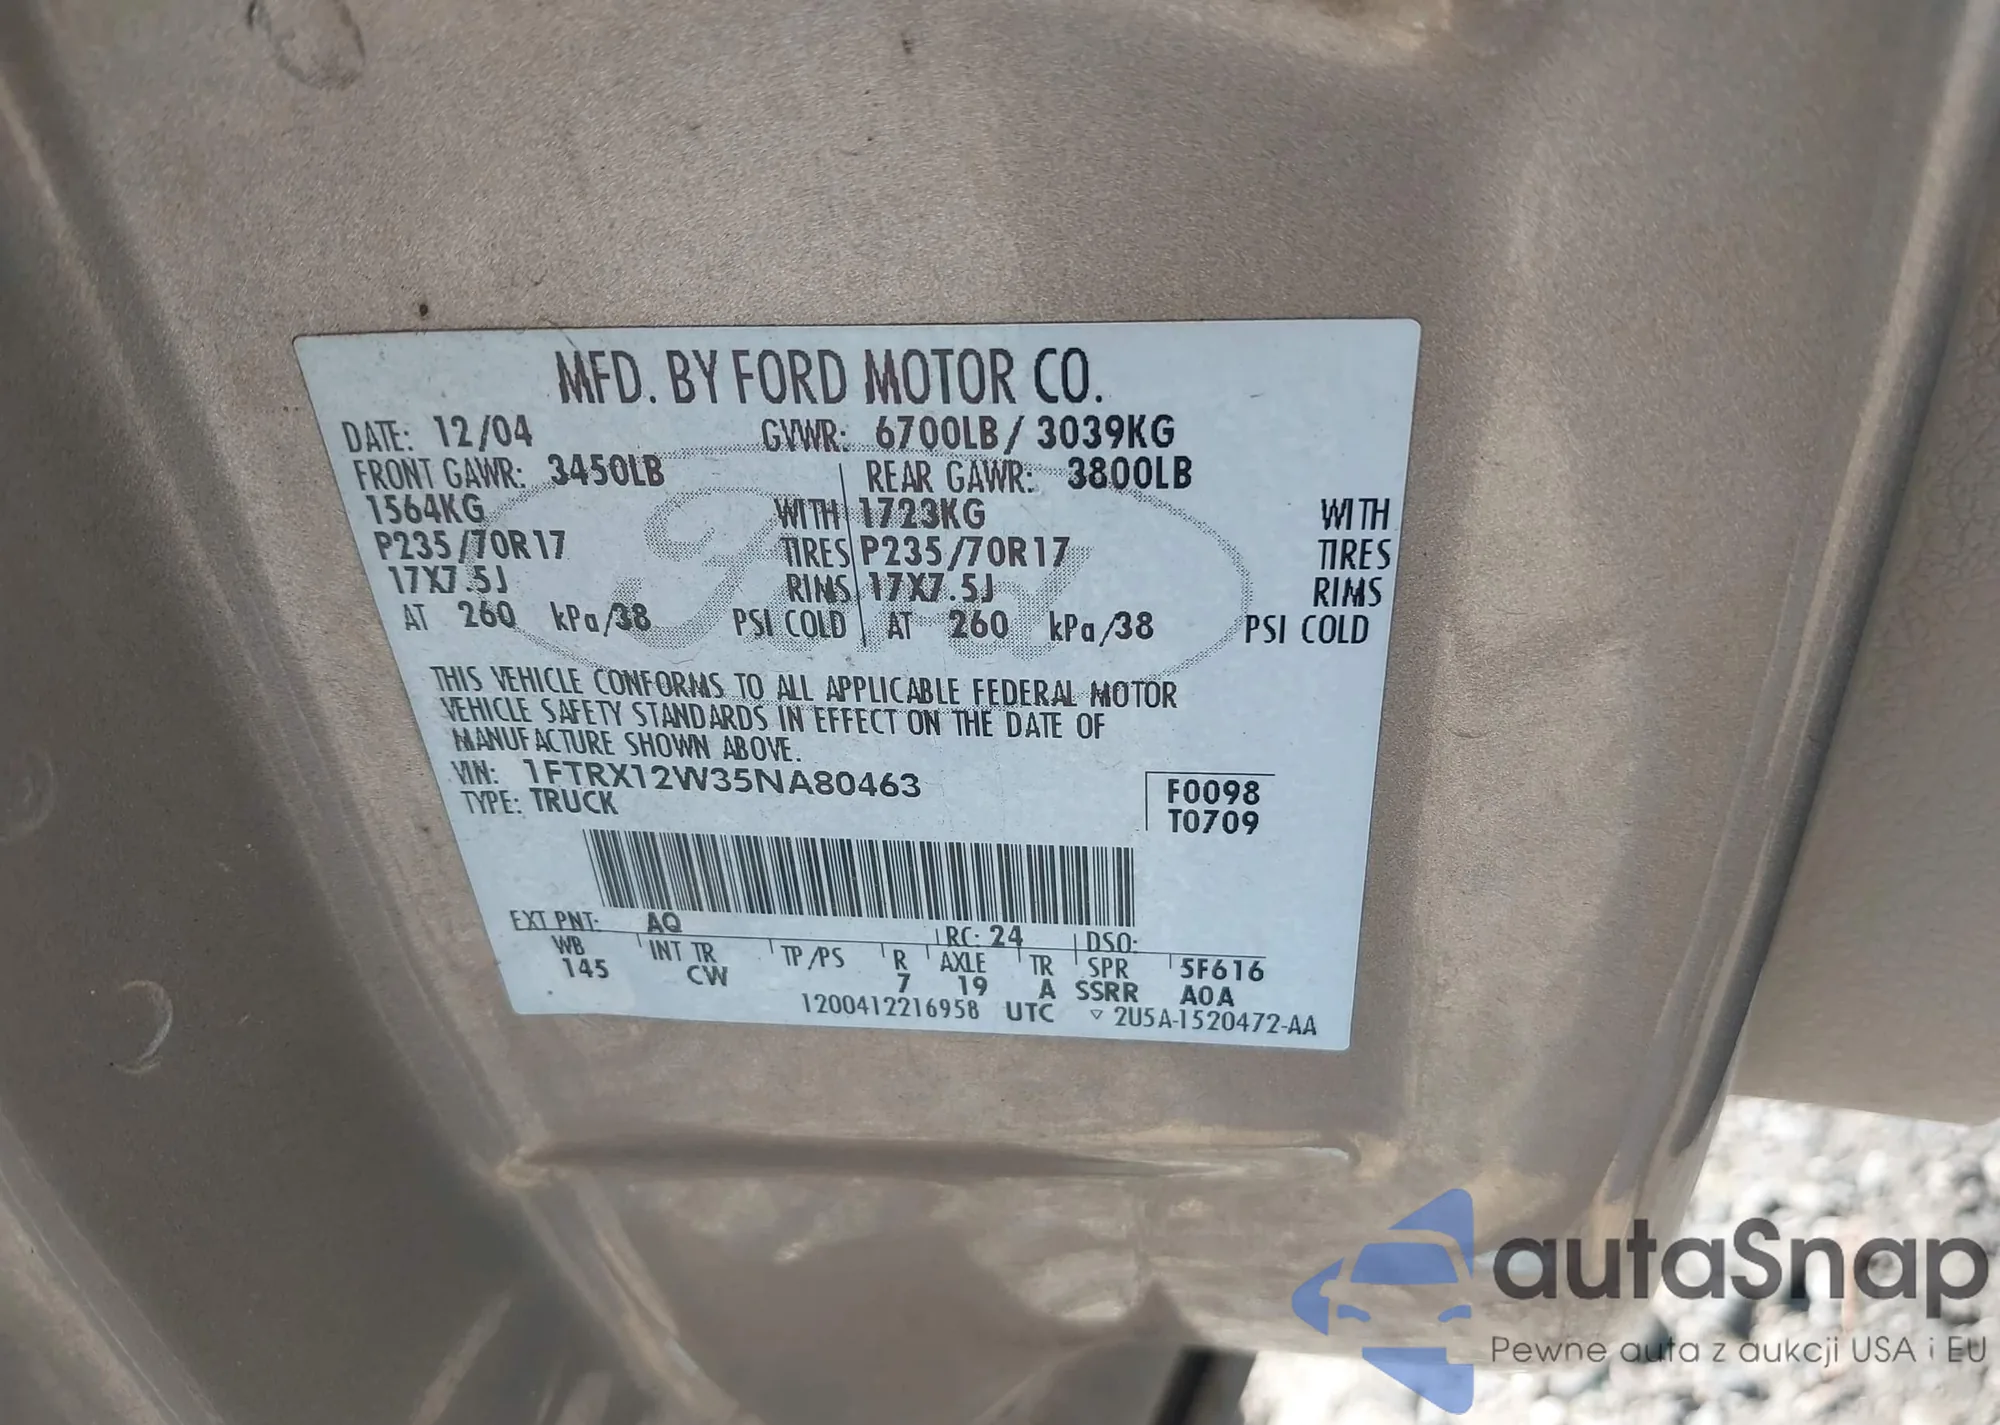 MFD. BY FORD MOTOR CO.
DATE: 12/04 GVWR: 6700LB / 3039KG
FRONT GAWR: 3450LB REAR GAWR: 3800LB
1564KG WITH 1723KG WITH
P235/70R17 TIRES P235/70R17 TIRES
17X7.5J RIMS 17X7.5J RIMS
AT 260 kPa/38 PSI COLD AT 260 kPa/38 PSI COLD
Ford
THIS VEHICLE CONFORMS TO ALL APPLICABLE FEDERAL MOTOR
VEHICLE SAFETY STANDARDS IN EFFECT ON THE DATE OF
MANUFACTURE SHOWN ABOVE.
VIN: 1FTRX12W35NA80463
TYPE: TRUCK
F0098
T0709
EXT PNT: AQ RC: 24 DSO:
WB INT TR TP/PS R AXLE TR SPR 5F616
145 CW 7 19 A SSRR A0A
1200412216958 UTC ▽ 2U5A-1520472-AA
autaSnap
Pewne auta z aukcji USA i EU